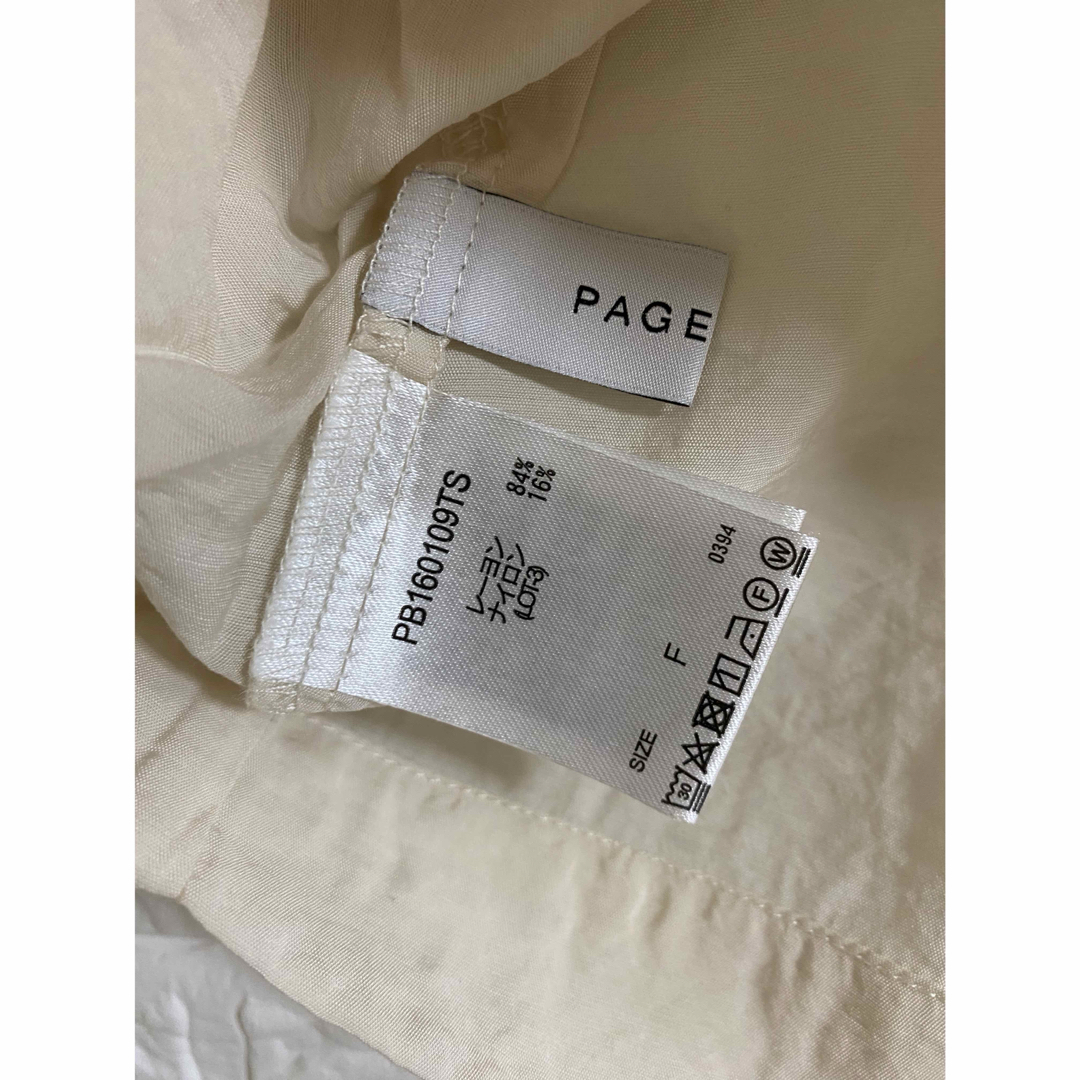 PAGE
PB160109TS
レーヨン 84%
ナイロン 16%
(LOT-3)
SIZE F
0394
30
F
W